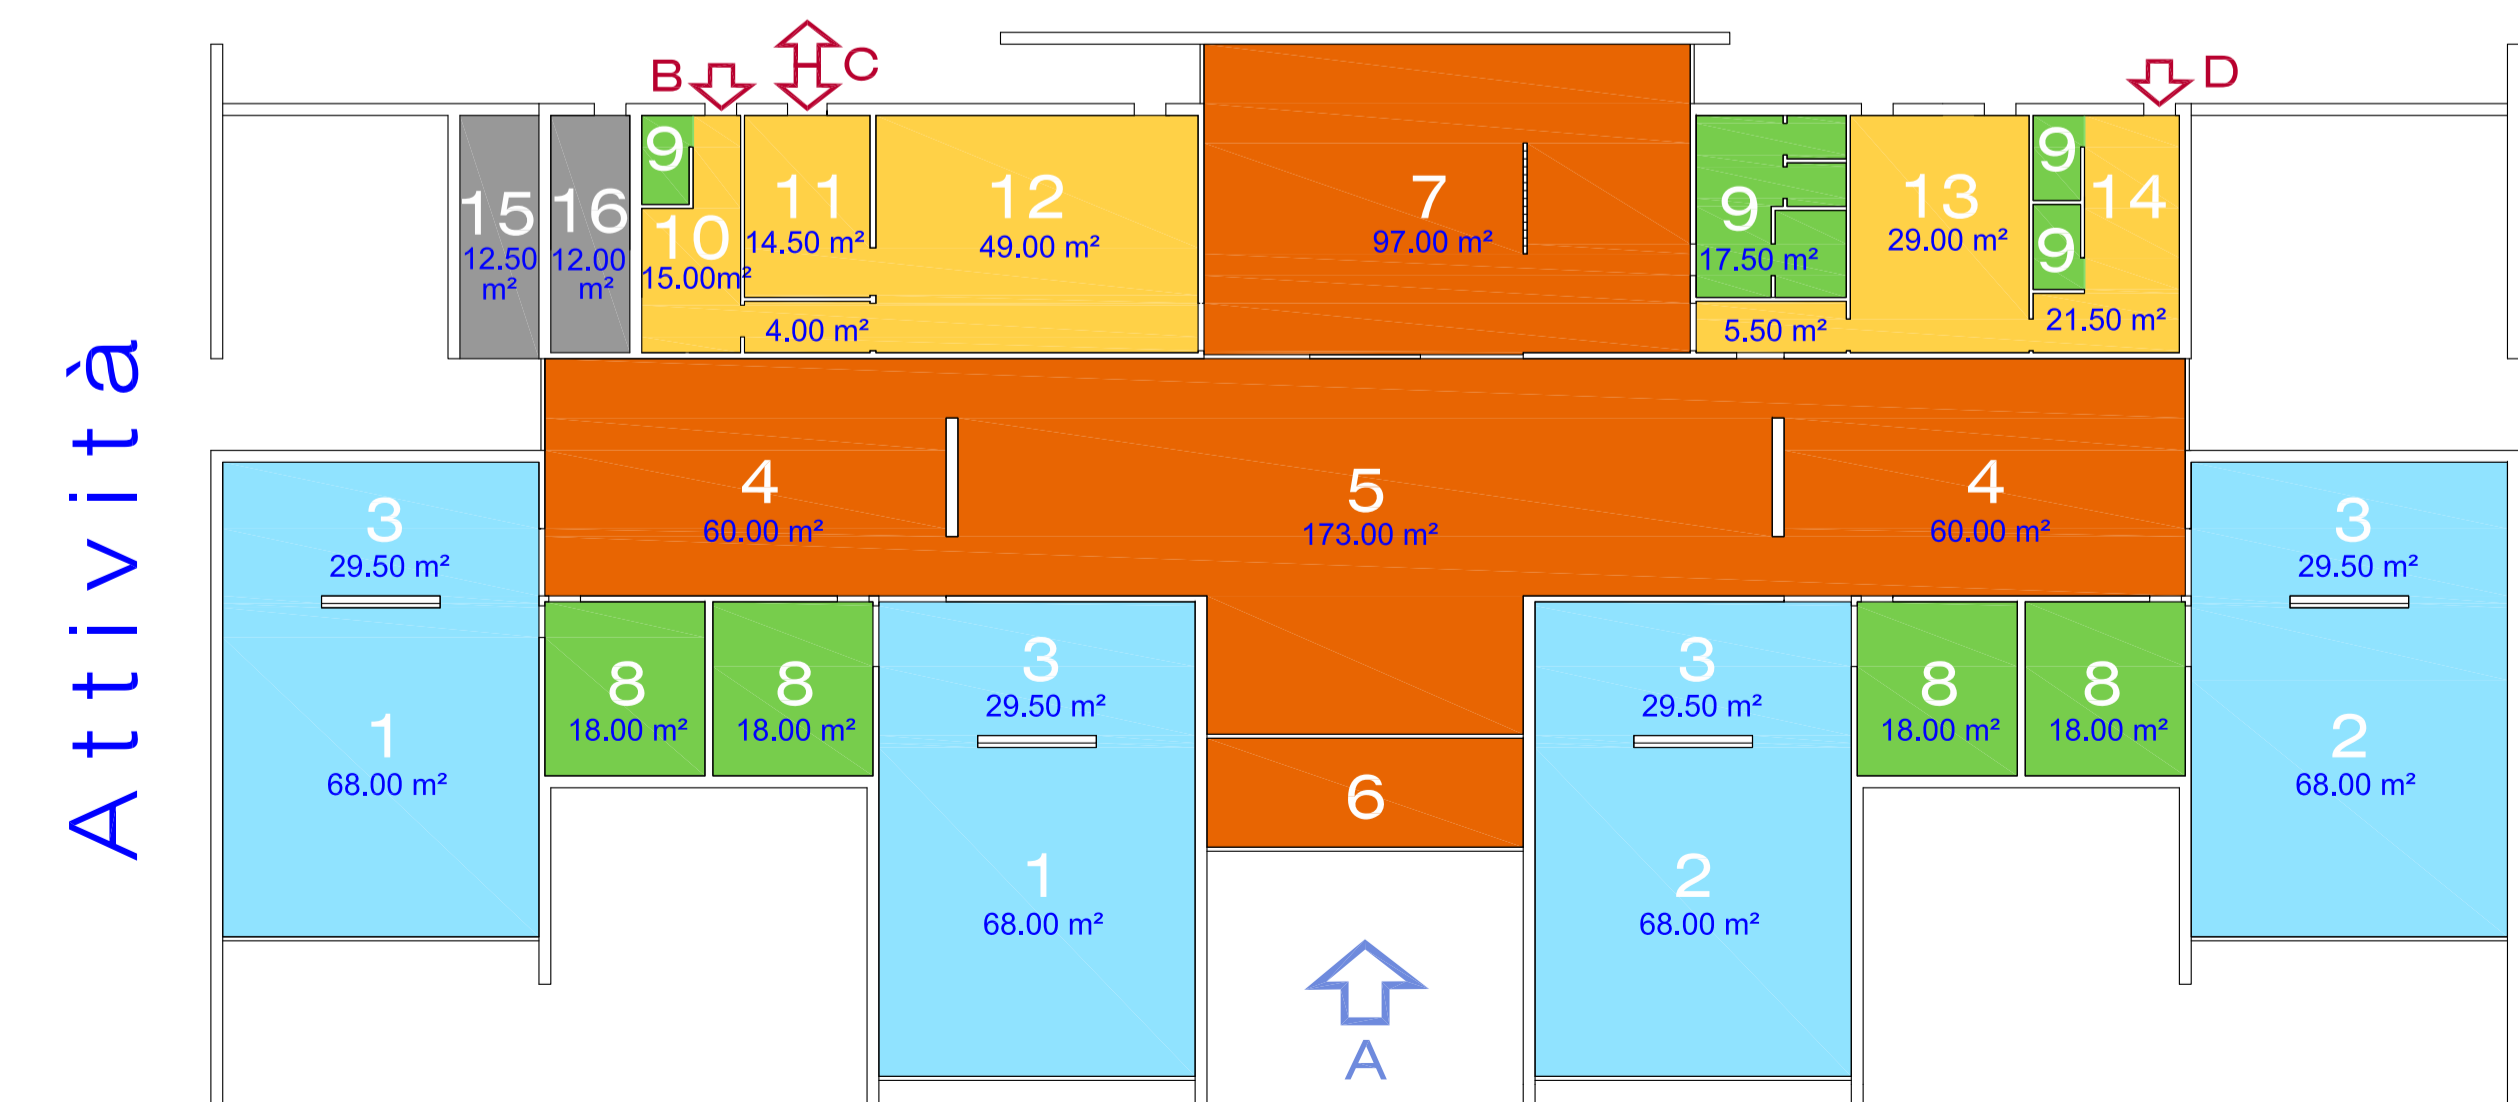 Attività
B
C
D
15
12.50
m²
16
12.00
m²
9
10
15.00m²
11
14.50 m²
4.00 m²
12
49.00 m²
7
97.00 m²
9
17.50 m²
5.50 m²
13
29.00 m²
9
9
14
21.50 m²
4
60.00 m²
5
173.00 m²
4
60.00 m²
3
29.50 m²
1
68.00 m²
8
18.00 m²
8
18.00 m²
3
29.50 m²
1
68.00 m²
6
A
3
29.50 m²
2
68.00 m²
8
18.00 m²
8
18.00 m²
3
29.50 m²
2
68.00 m²